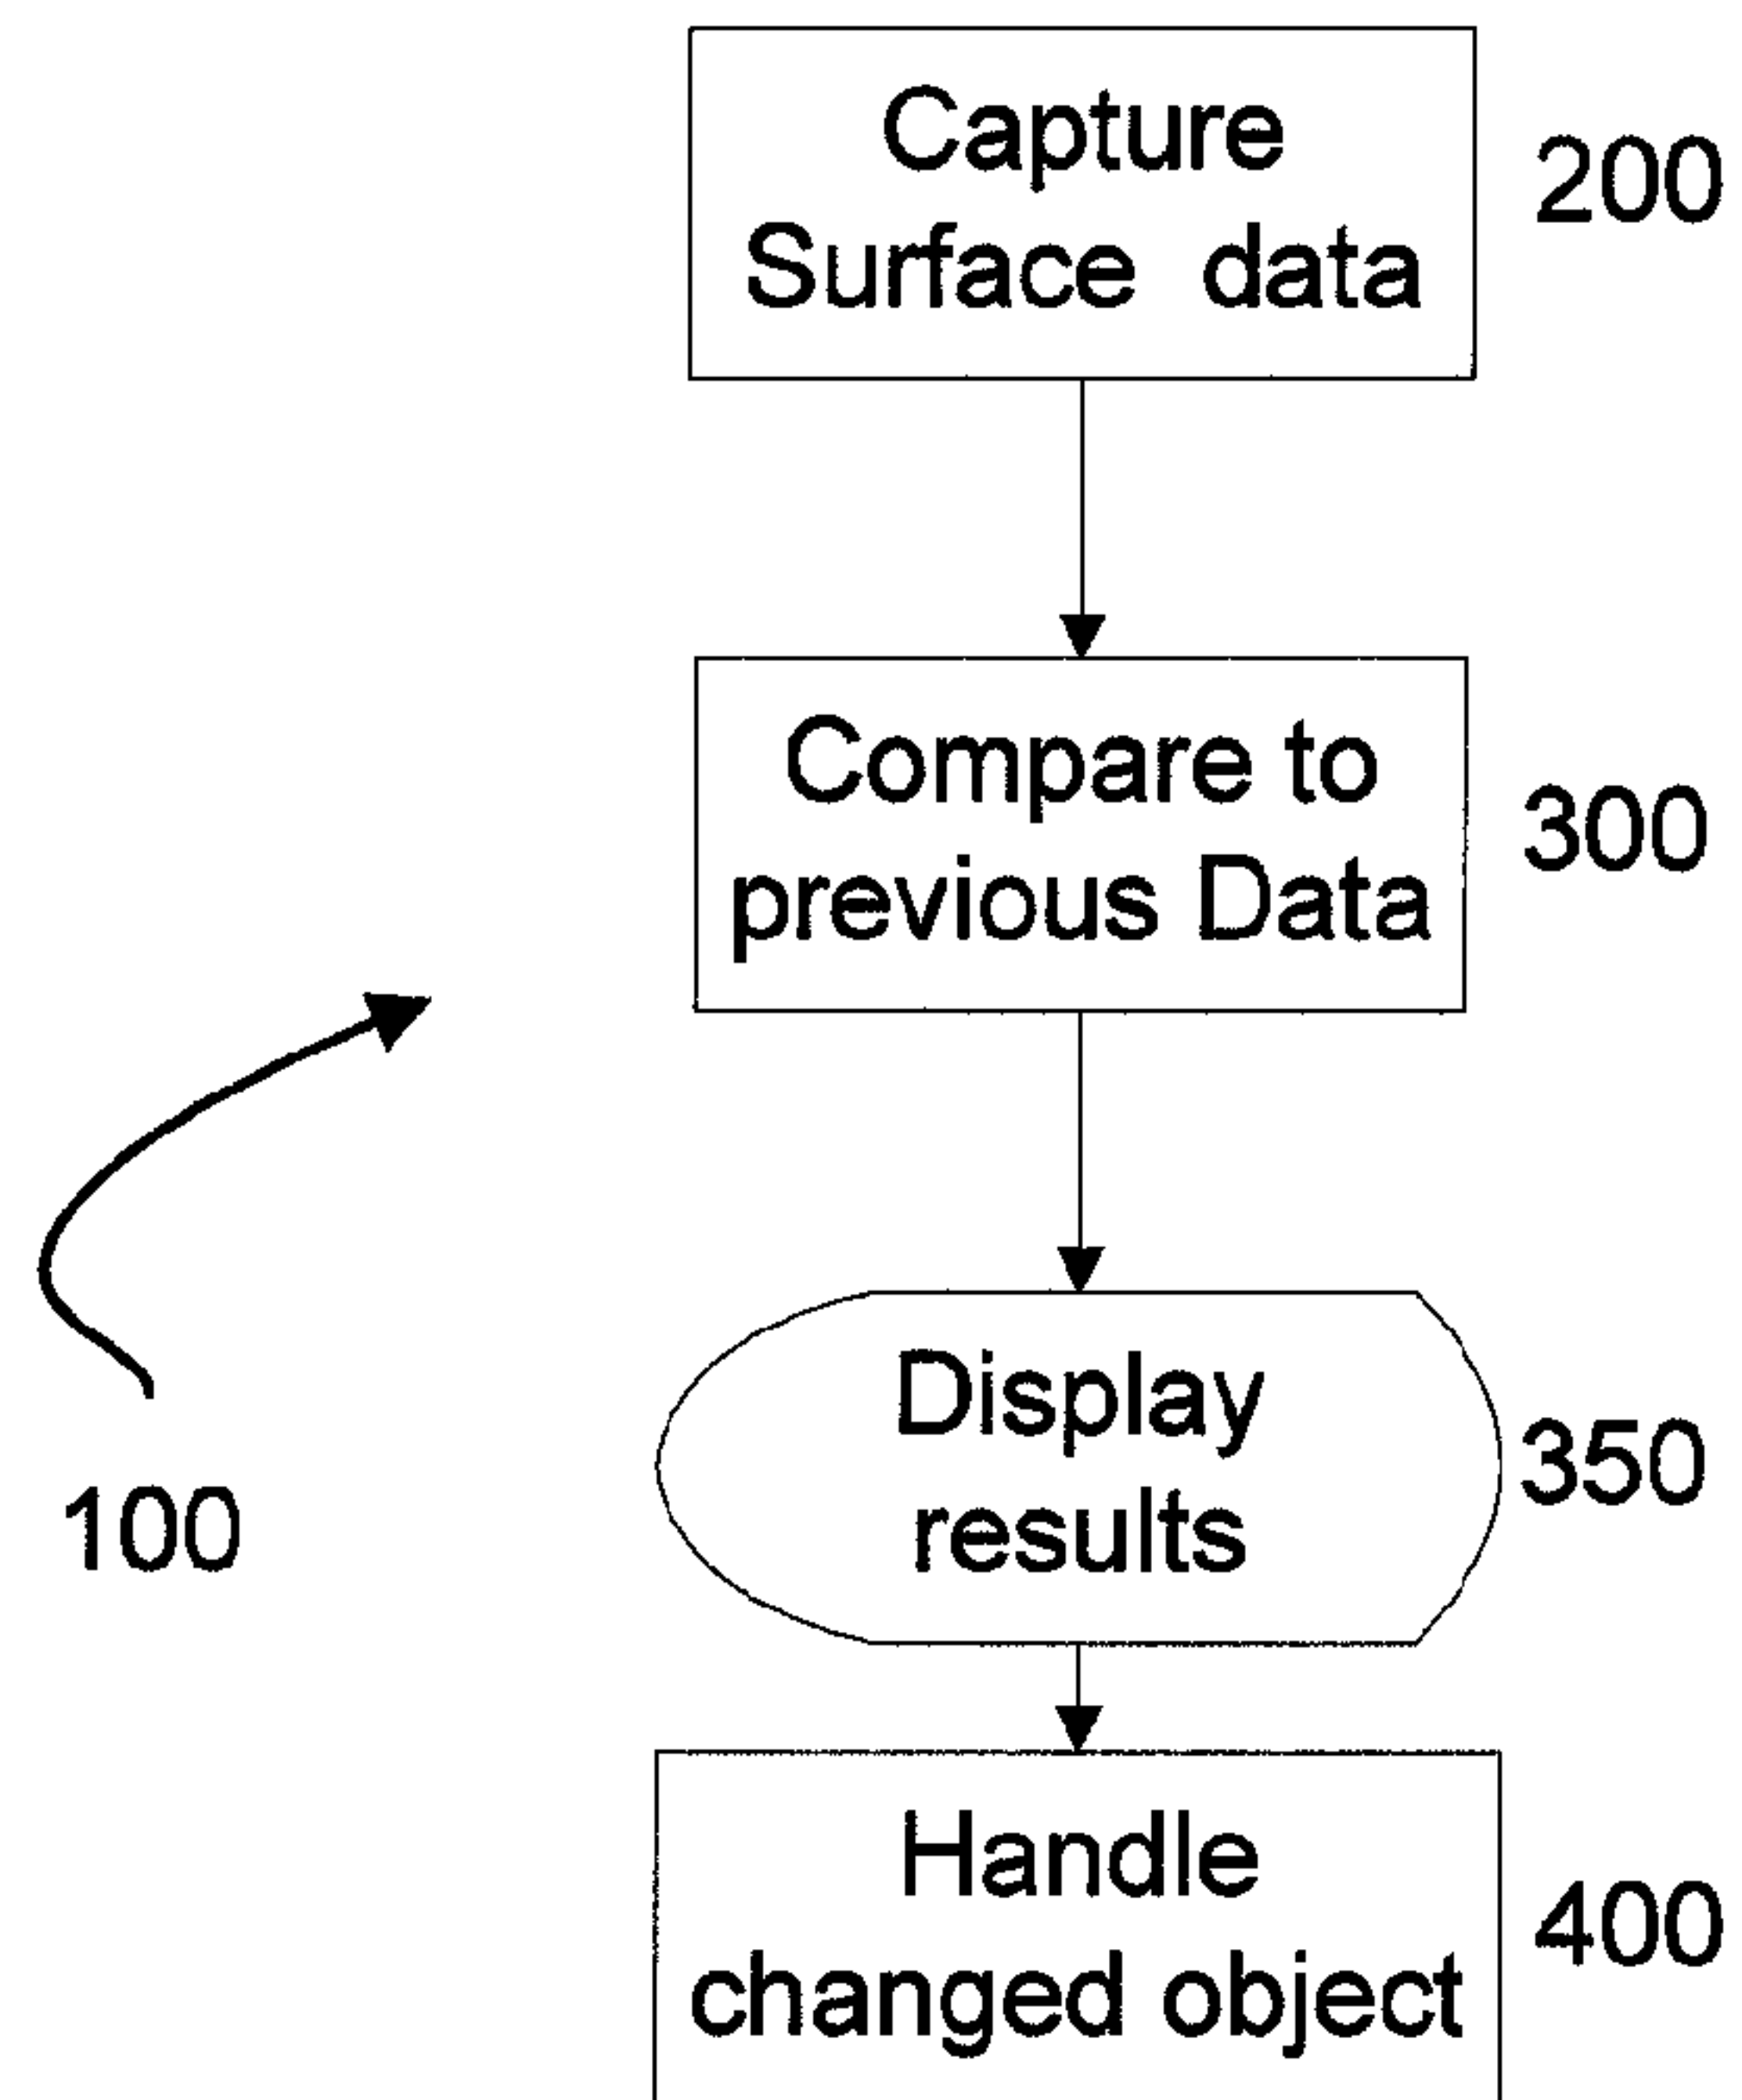 Capture
Surface data
200
Compare to
previous Data
300
Display
results
350
100
Handle
changed object
400